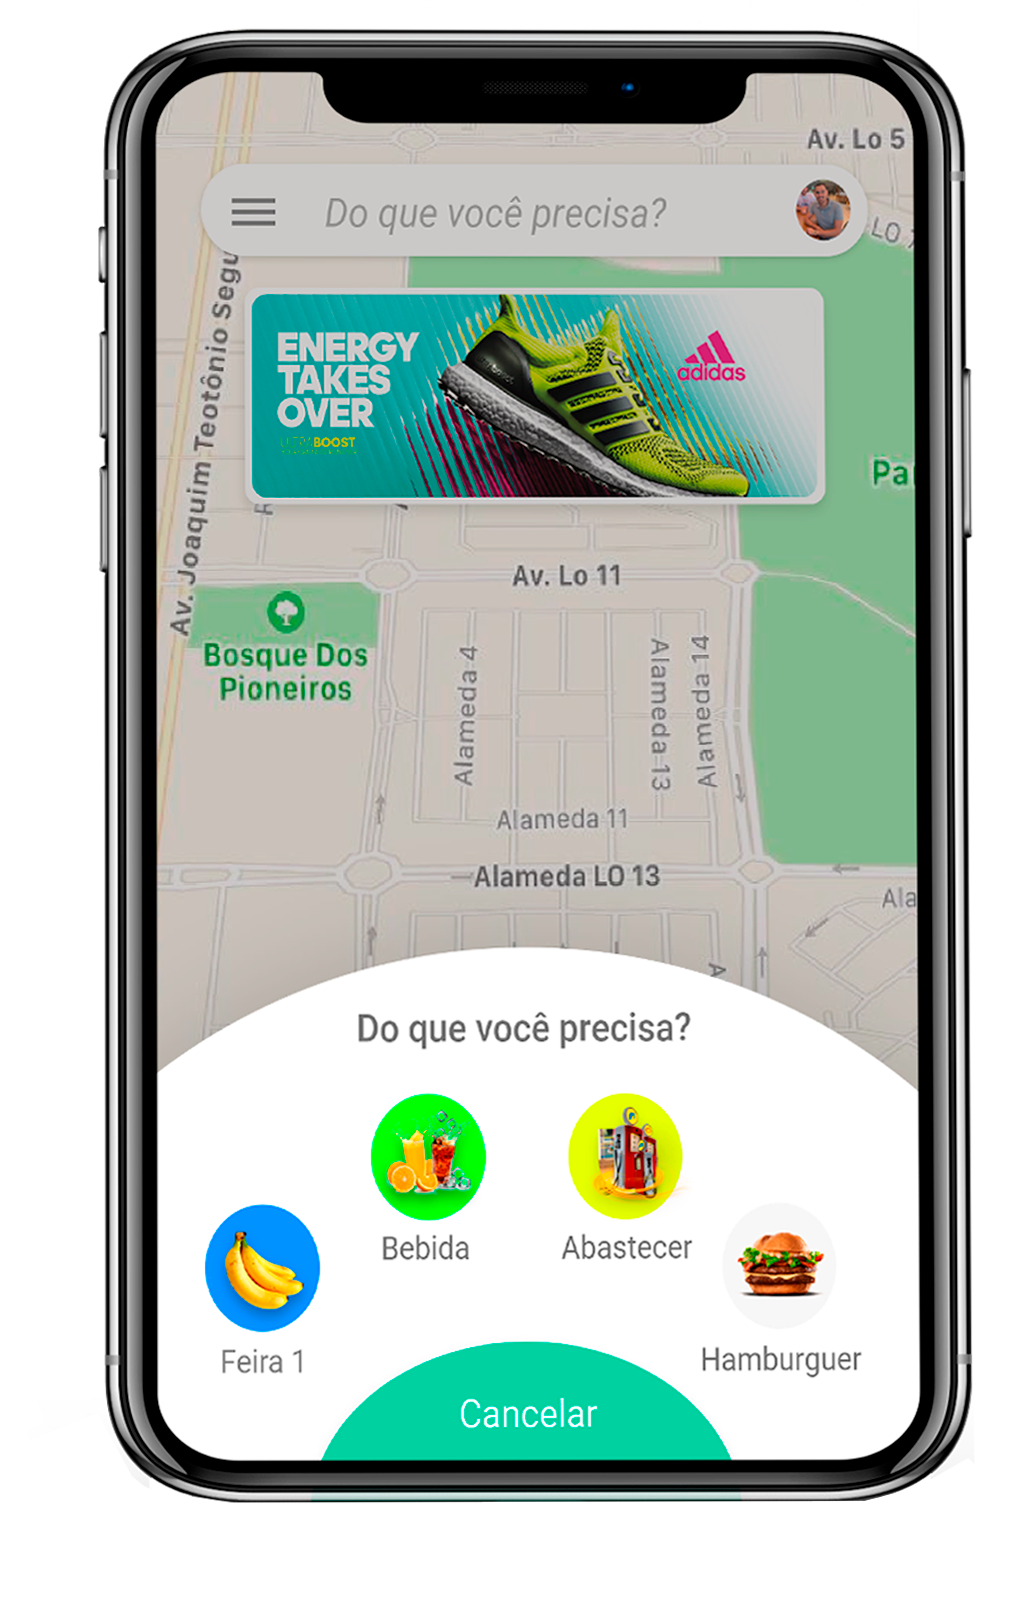 Av. Lo 5
Do que você precisa?
LO
Av. Joaquim Teotônio Segu
ENERGY
TAKES
OVER
ULTRABOOST
adidas
Pa
Av. Lo 11
Bosque Dos
Pioneiros
Alameda 4
Alameda 13
Alameda 14
Alameda 11
Alameda LO 13
Ala
A
Do que você precisa?
Bebida
Abastecer
Feira 1
Hamburguer
Cancelar